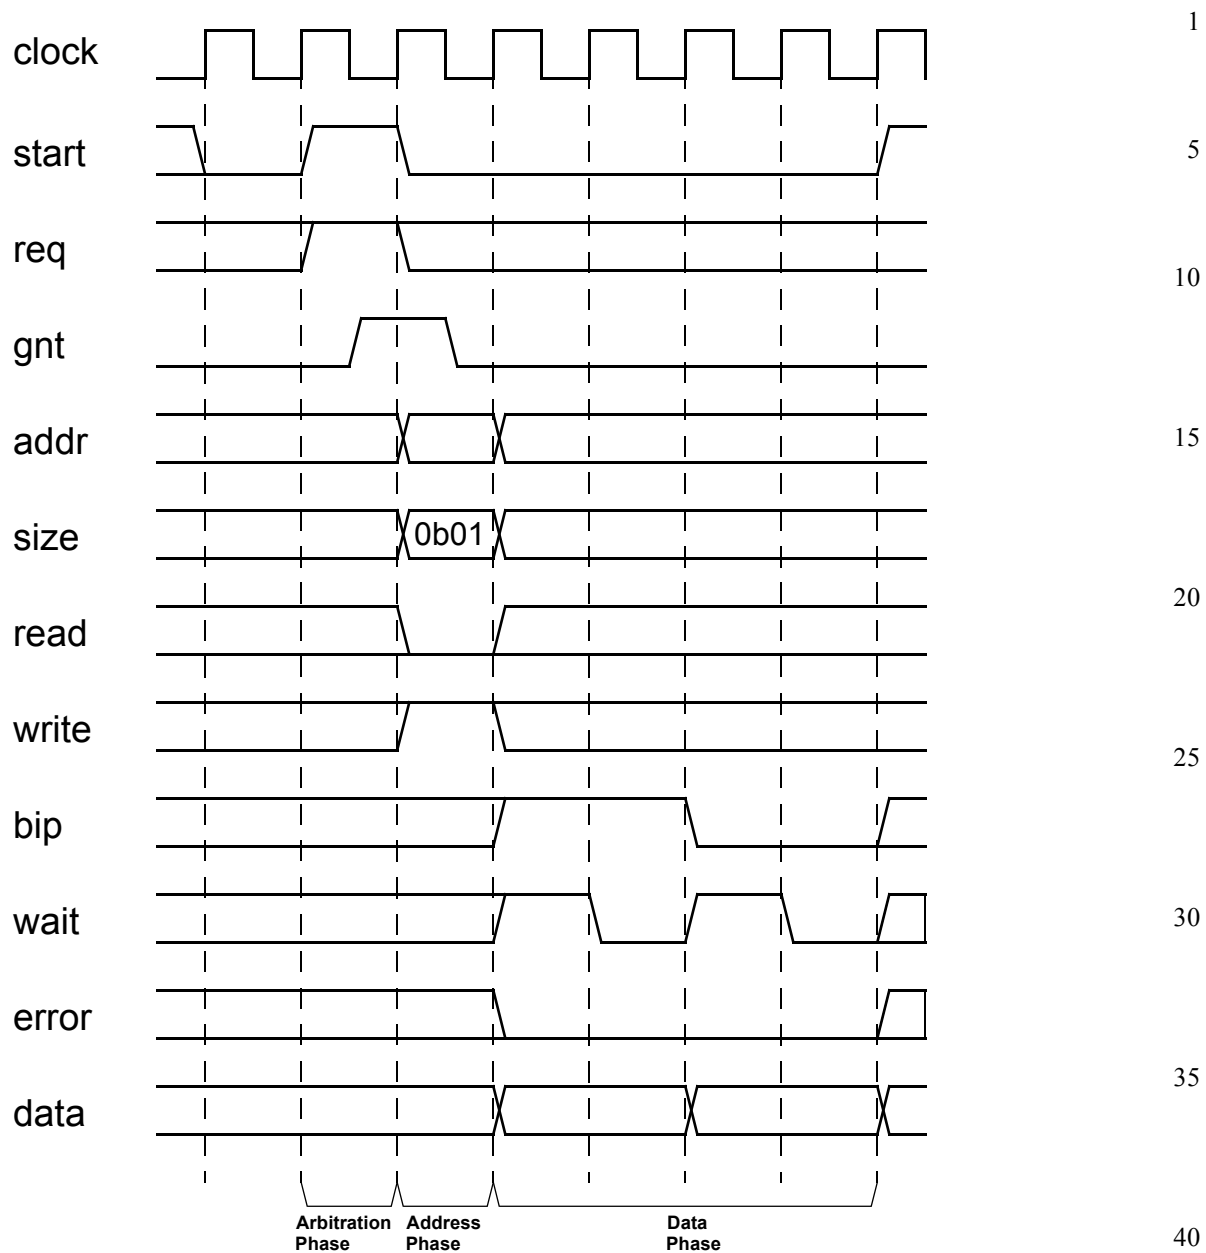 clock
1
start
5
req
10
gnt
addr
15
size
0b01
read
20
write
25
bip
wait
30
error
data
35
Arbitration
Phase
Address
Phase
Data
Phase
40